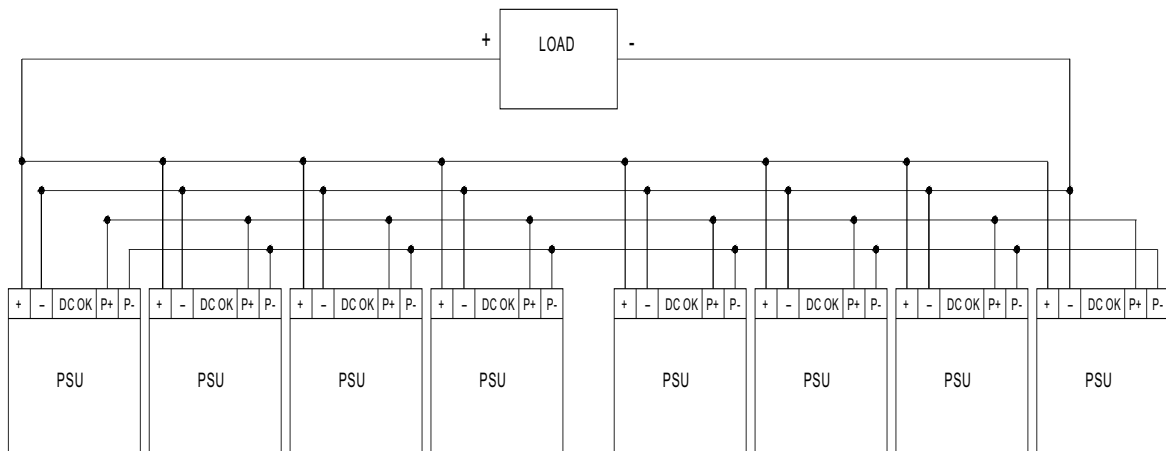 + LOAD -
+ – DC OK P+ P- + – DC OK P+ P- + – DC OK P+ P- + – DC OK P+ P- + – DC OK P+ P- + – DC OK P+ P- + – DC OK P+ P- + – DC OK P+ P-
PSU PSU PSU PSU PSU PSU PSU PSU